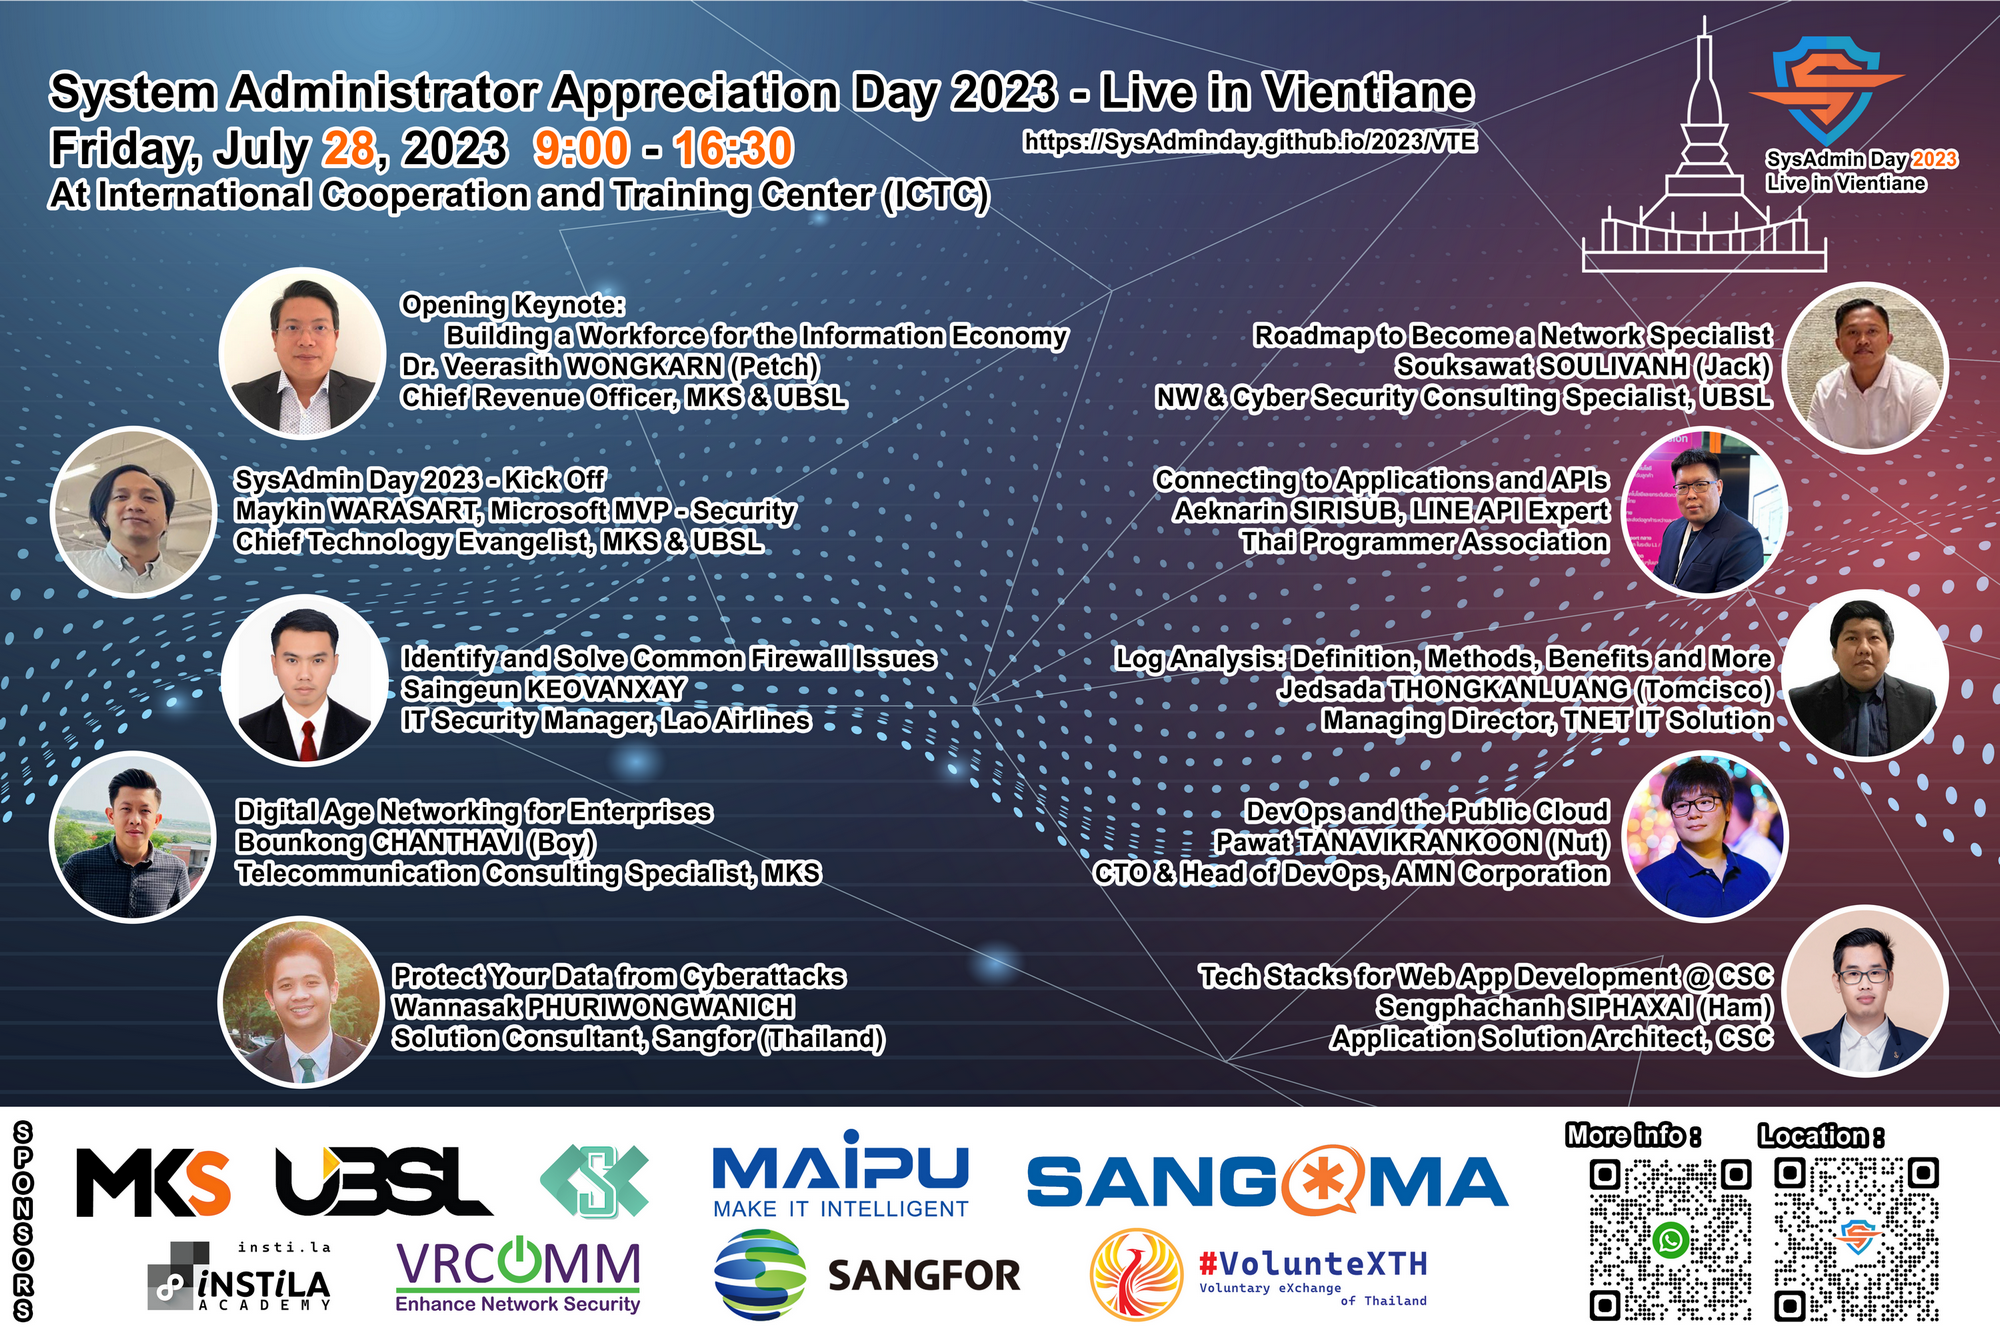 System Administrator Appreciation Day 2023 - Live in Vientiane
Friday, July 28, 2023 9:00 - 16:30
https://SysAdminday.github.io/2023/VTE
At International Cooperation and Training Center (ICTC)
SysAdmin Day 2023
Live in Vientiane
Opening Keynote:
Building a Workforce for the Information Economy
Dr. Veerasith WONGKARN (Petch)
Chief Revenue Officer, MKS & UBSL
SysAdmin Day 2023 - Kick Off
Maykin WARASART, Microsoft MVP - Security
Chief Technology Evangelist, MKS & UBSL
Identify and Solve Common Firewall Issues
Saingeun KEOVANXAY
IT Security Manager, Lao Airlines
Digital Age Networking for Enterprises
Bounkong CHANTHAVI (Boy)
Telecommunication Consulting Specialist, MKS
Protect Your Data from Cyberattacks
Wannasak PHURIWONGWANICH
Solution Consultant, Sangfor (Thailand)
Roadmap to Become a Network Specialist
Souksawat SOULIVANH (Jack)
NW & Cyber Security Consulting Specialist, UBSL
Connecting to Applications and APIs
Aeknarin SIRISUB, LINE API Expert
Thai Programmer Association
Log Analysis: Definition, Methods, Benefits and More
Jedsada THONGKANLUANG (Tomcisco)
Managing Director, TNET IT Solution
DevOps and the Public Cloud
Pawat TANAVIKRANKOON (Nut)
CTO & Head of DevOps, AMN Corporation
Tech Stacks for Web App Development @ CSC
Sengphachanh SIPHAXAI (Ham)
Application Solution Architect, CSC
SPONSORS
MKS
UBSL
CSC
MAiPU
MAKE IT INTELLIGENT
SANGOMA
insti.la
iNSTiLA
ACADEMY
VRCOMM
Enhance Network Security
SANGFOR
#VolunteXTH
Voluntary eXchange
of Thailand
More info :
Location :